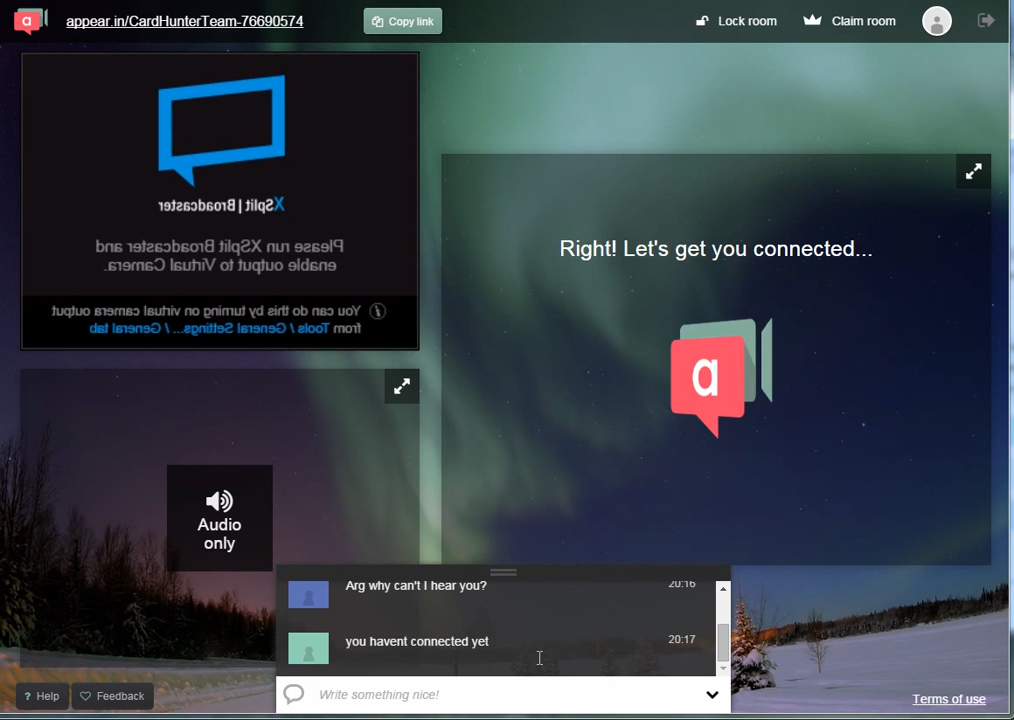 a
appear.in/CardHunterTeam-76690574
Copy link
Lock room
Claim room
XSplit | Broadcaster
Please run XSplit Broadcaster and
enable output to Virtual Camera.
You can do this by turning on virtual camera output
from Tools / General Settings... / General tab
Right! Let's get you connected...
a
Audio
only
Arg why can't I hear you?
20:16
you havent connected yet
20:17
Write something nice!
? Help
Feedback
Terms of use